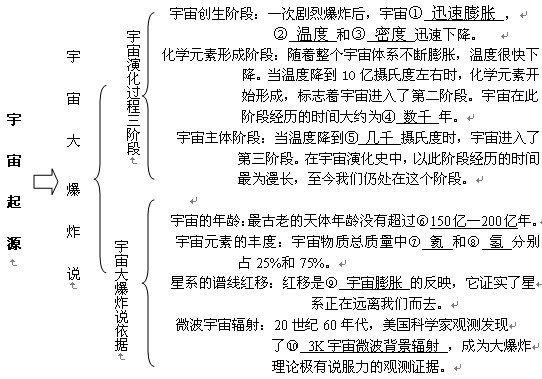 宇宙起源
宇宙大爆炸说
宇宙演化过程三阶段
宇宙创生阶段：一次剧烈爆炸后，宇宙① 迅速膨胀 ，
② 温度 和③ 密度 迅速下降。
化学元素形成阶段：随着整个宇宙体系不断膨胀，温度很快下
降。当温度降到 10 亿摄氏度左右时，化学元素开
始形成，标志着宇宙进入了第二阶段。宇宙在此
阶段经历的时间大约为④ 数千 年。
宇宙主体阶段：当温度降到⑤ 几千 摄氏度时，宇宙进入了
第三阶段。在宇宙演化史中，以此阶段经历的时间
最为漫长，至今我们仍处在这个阶段。
宇宙大爆炸说依据
宇宙的年龄：最古老的天体年龄没有超过⑥150亿—200亿年。
宇宙元素的丰度：宇宙物质总质量中⑦ 氦 和⑧ 氢 分别
占 25%和 75%。
星系的谱线红移：红移是⑨ 宇宙膨胀 的反映，它证实了星
系正在远离我们而去。
微波宇宙辐射：20 世纪 60 年代，美国科学家观测发现
了⑩ 3K 宇宙微波背景辐射 ，成为大爆炸
理论极有说服力的观测证据。